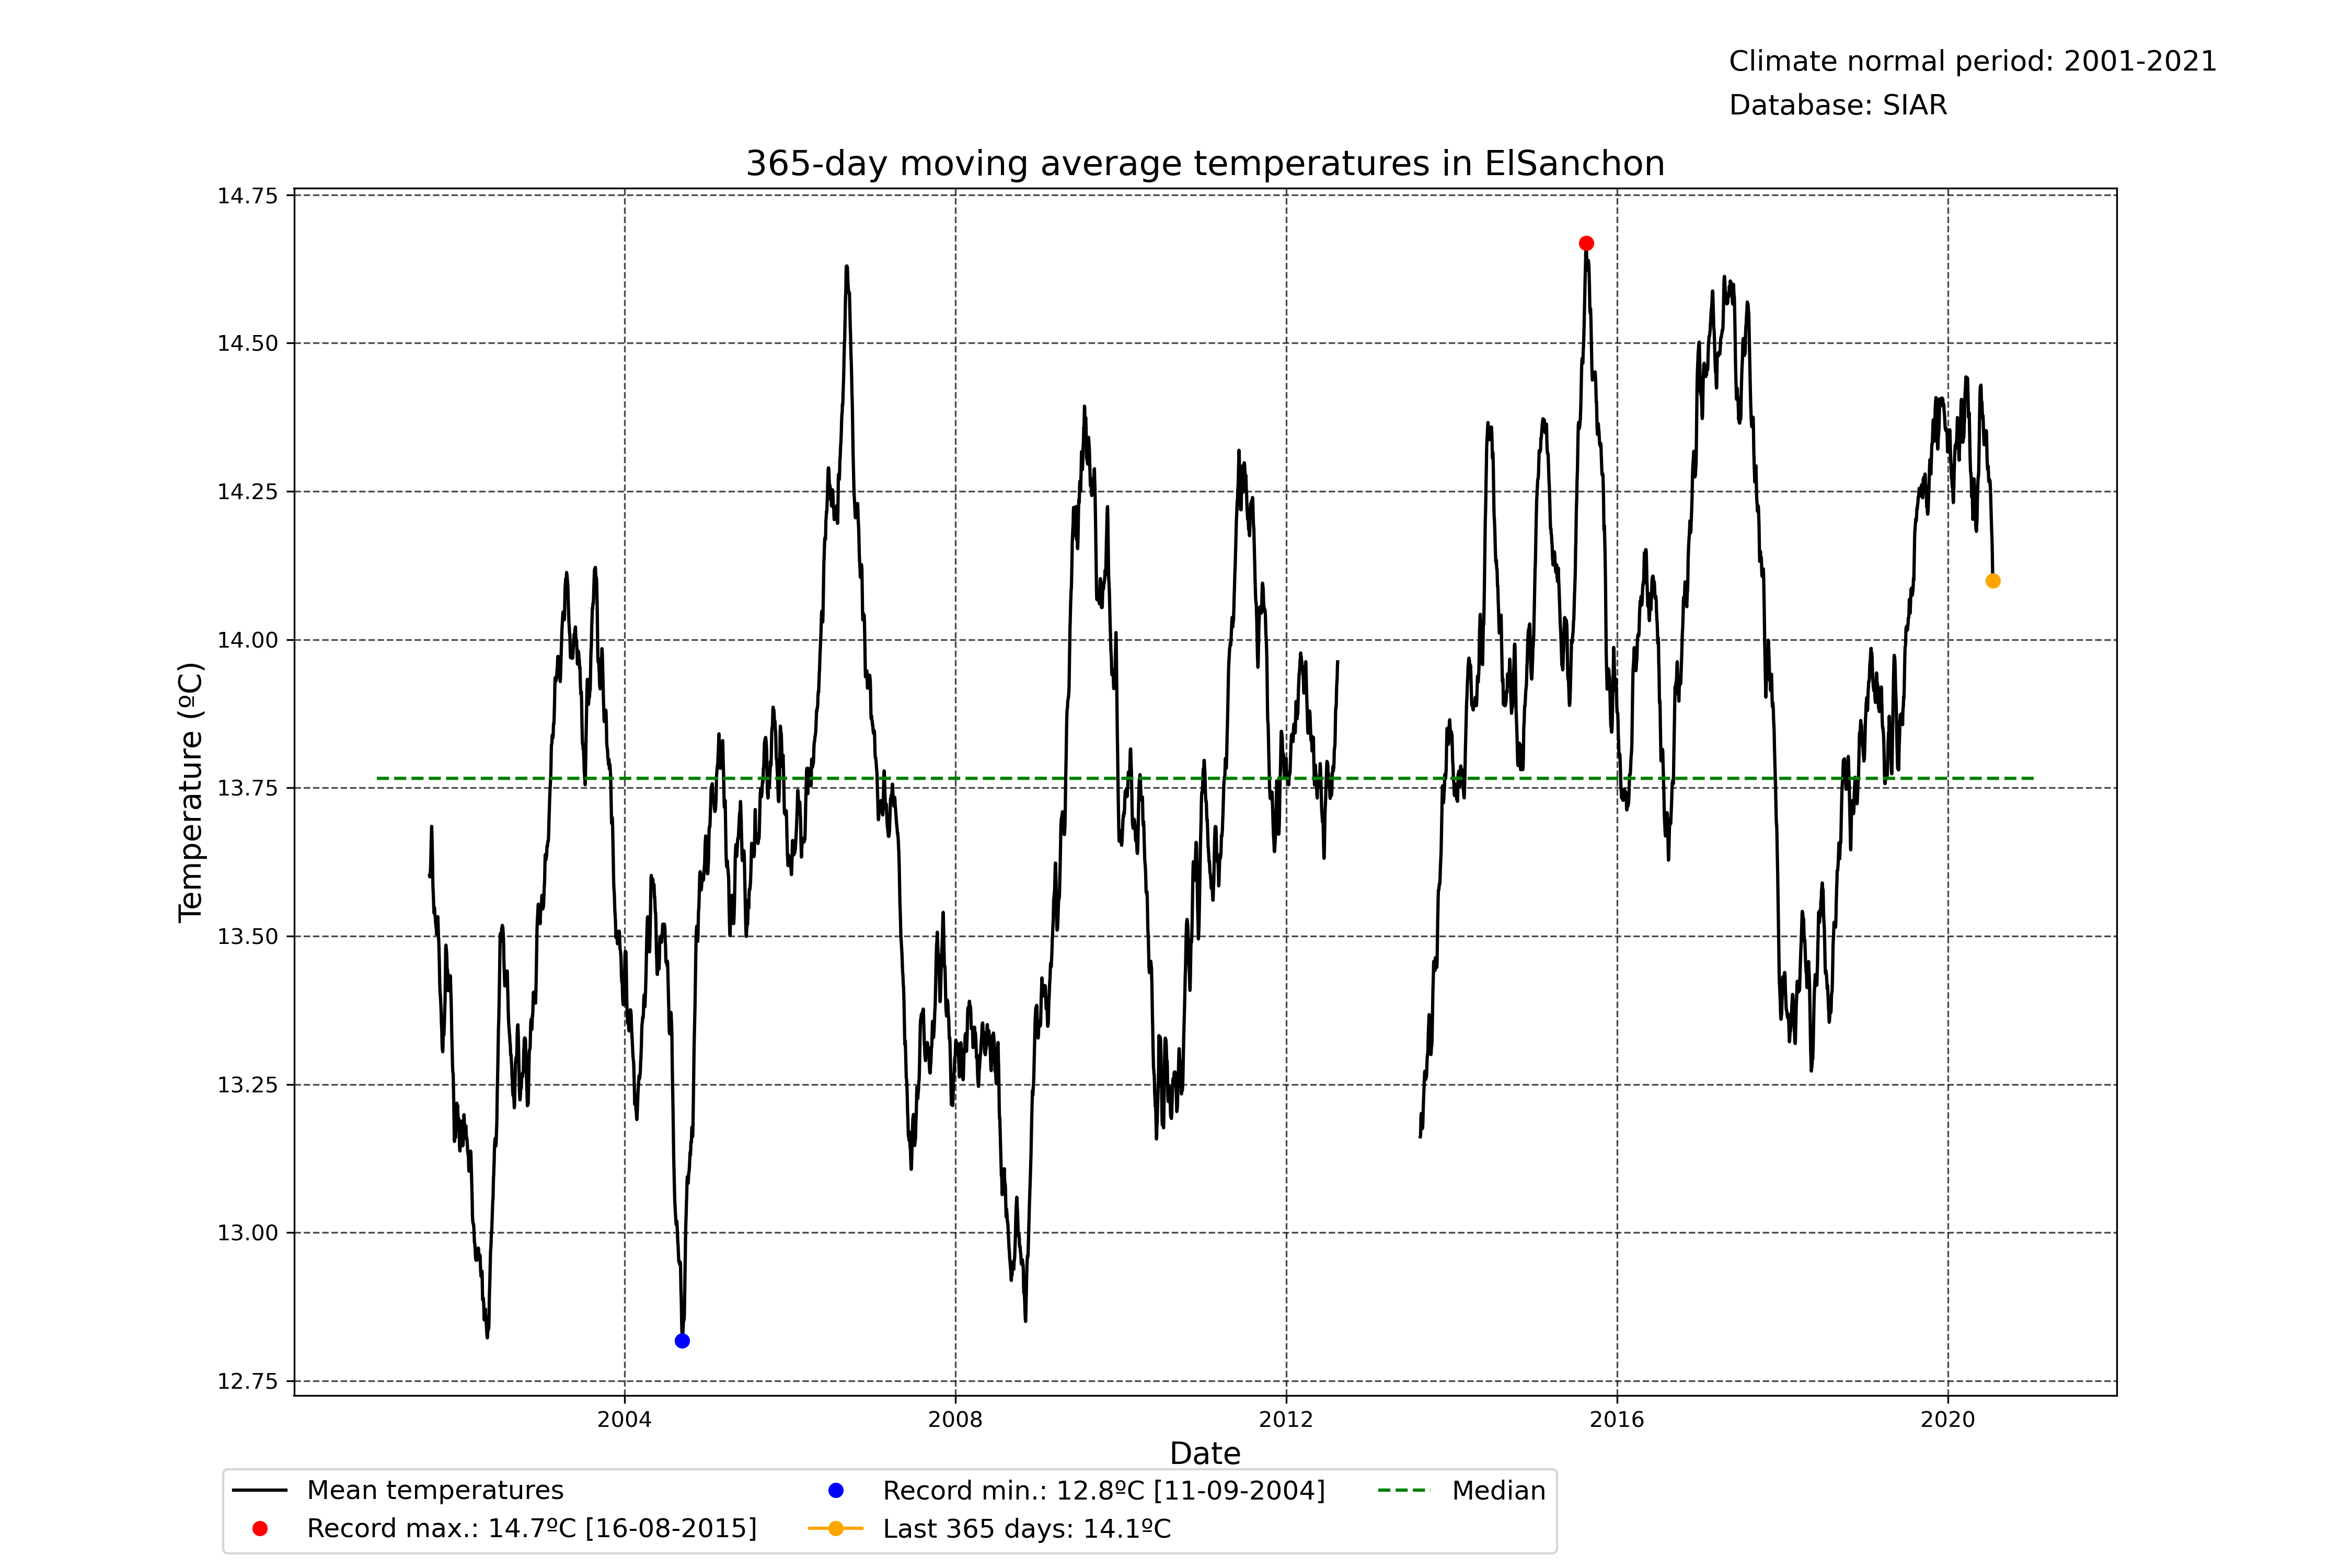 Climate normal period: 2001-2021
Database: SIAR
365-day moving average temperatures in ElSanchon
14.75
14.50
14.25
14.00
13.75
13.50
13.25
13.00
12.75
Temperature (ºC)
2004 2008 2012 2016 2020
Date
Mean temperatures
Record max.: 14.7ºC [16-08-2015]
Record min.: 12.8ºC [11-09-2004]
Last 365 days: 14.1ºC
Median